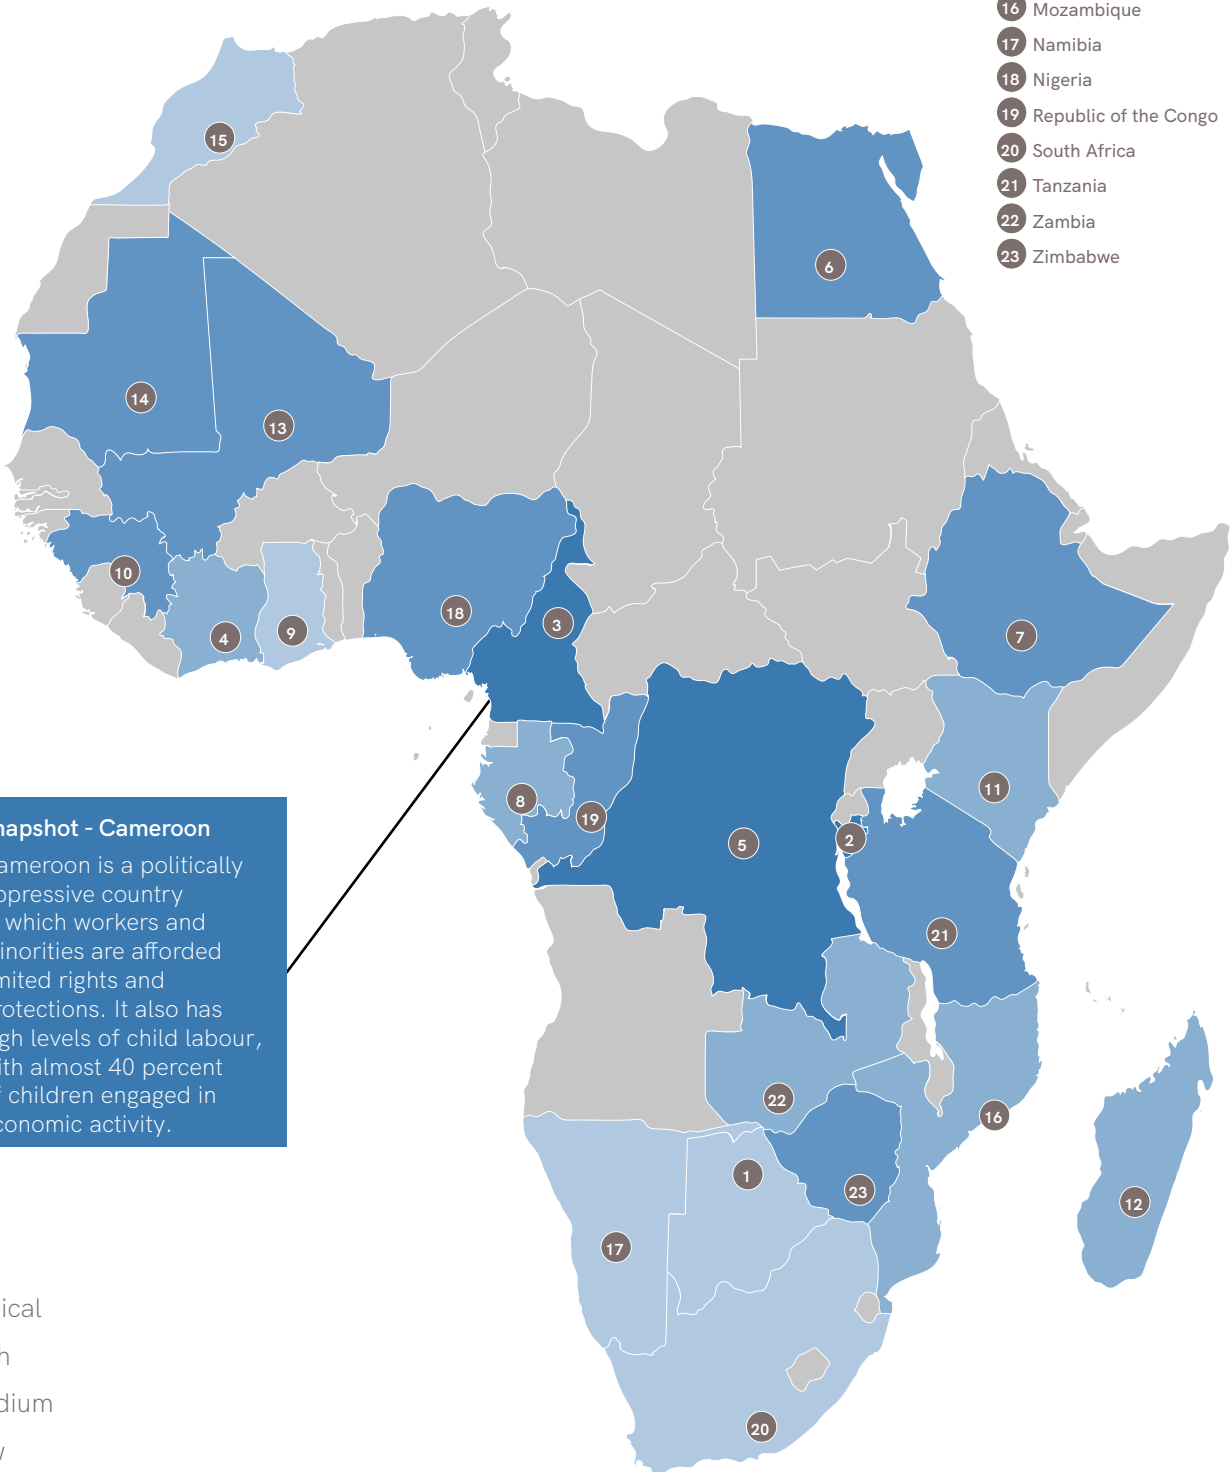 16 Mozambique
17 Namibia
18 Nigeria
19 Republic of the Congo
20 South Africa
21 Tanzania
22 Zambia
23 Zimbabwe
15
6
14
13
10
18
3
4
9
7
11
8
19
2
5
21
22
16
1
23
12
17
20
napshot - Cameroon
ameroon is a politically
ppressive country
which workers and
inorities are afforded
mited rights and
rotections. It also has
gh levels of child labour,
ith almost 40 percent
f children engaged in
conomic activity.
ical
h
dium
w